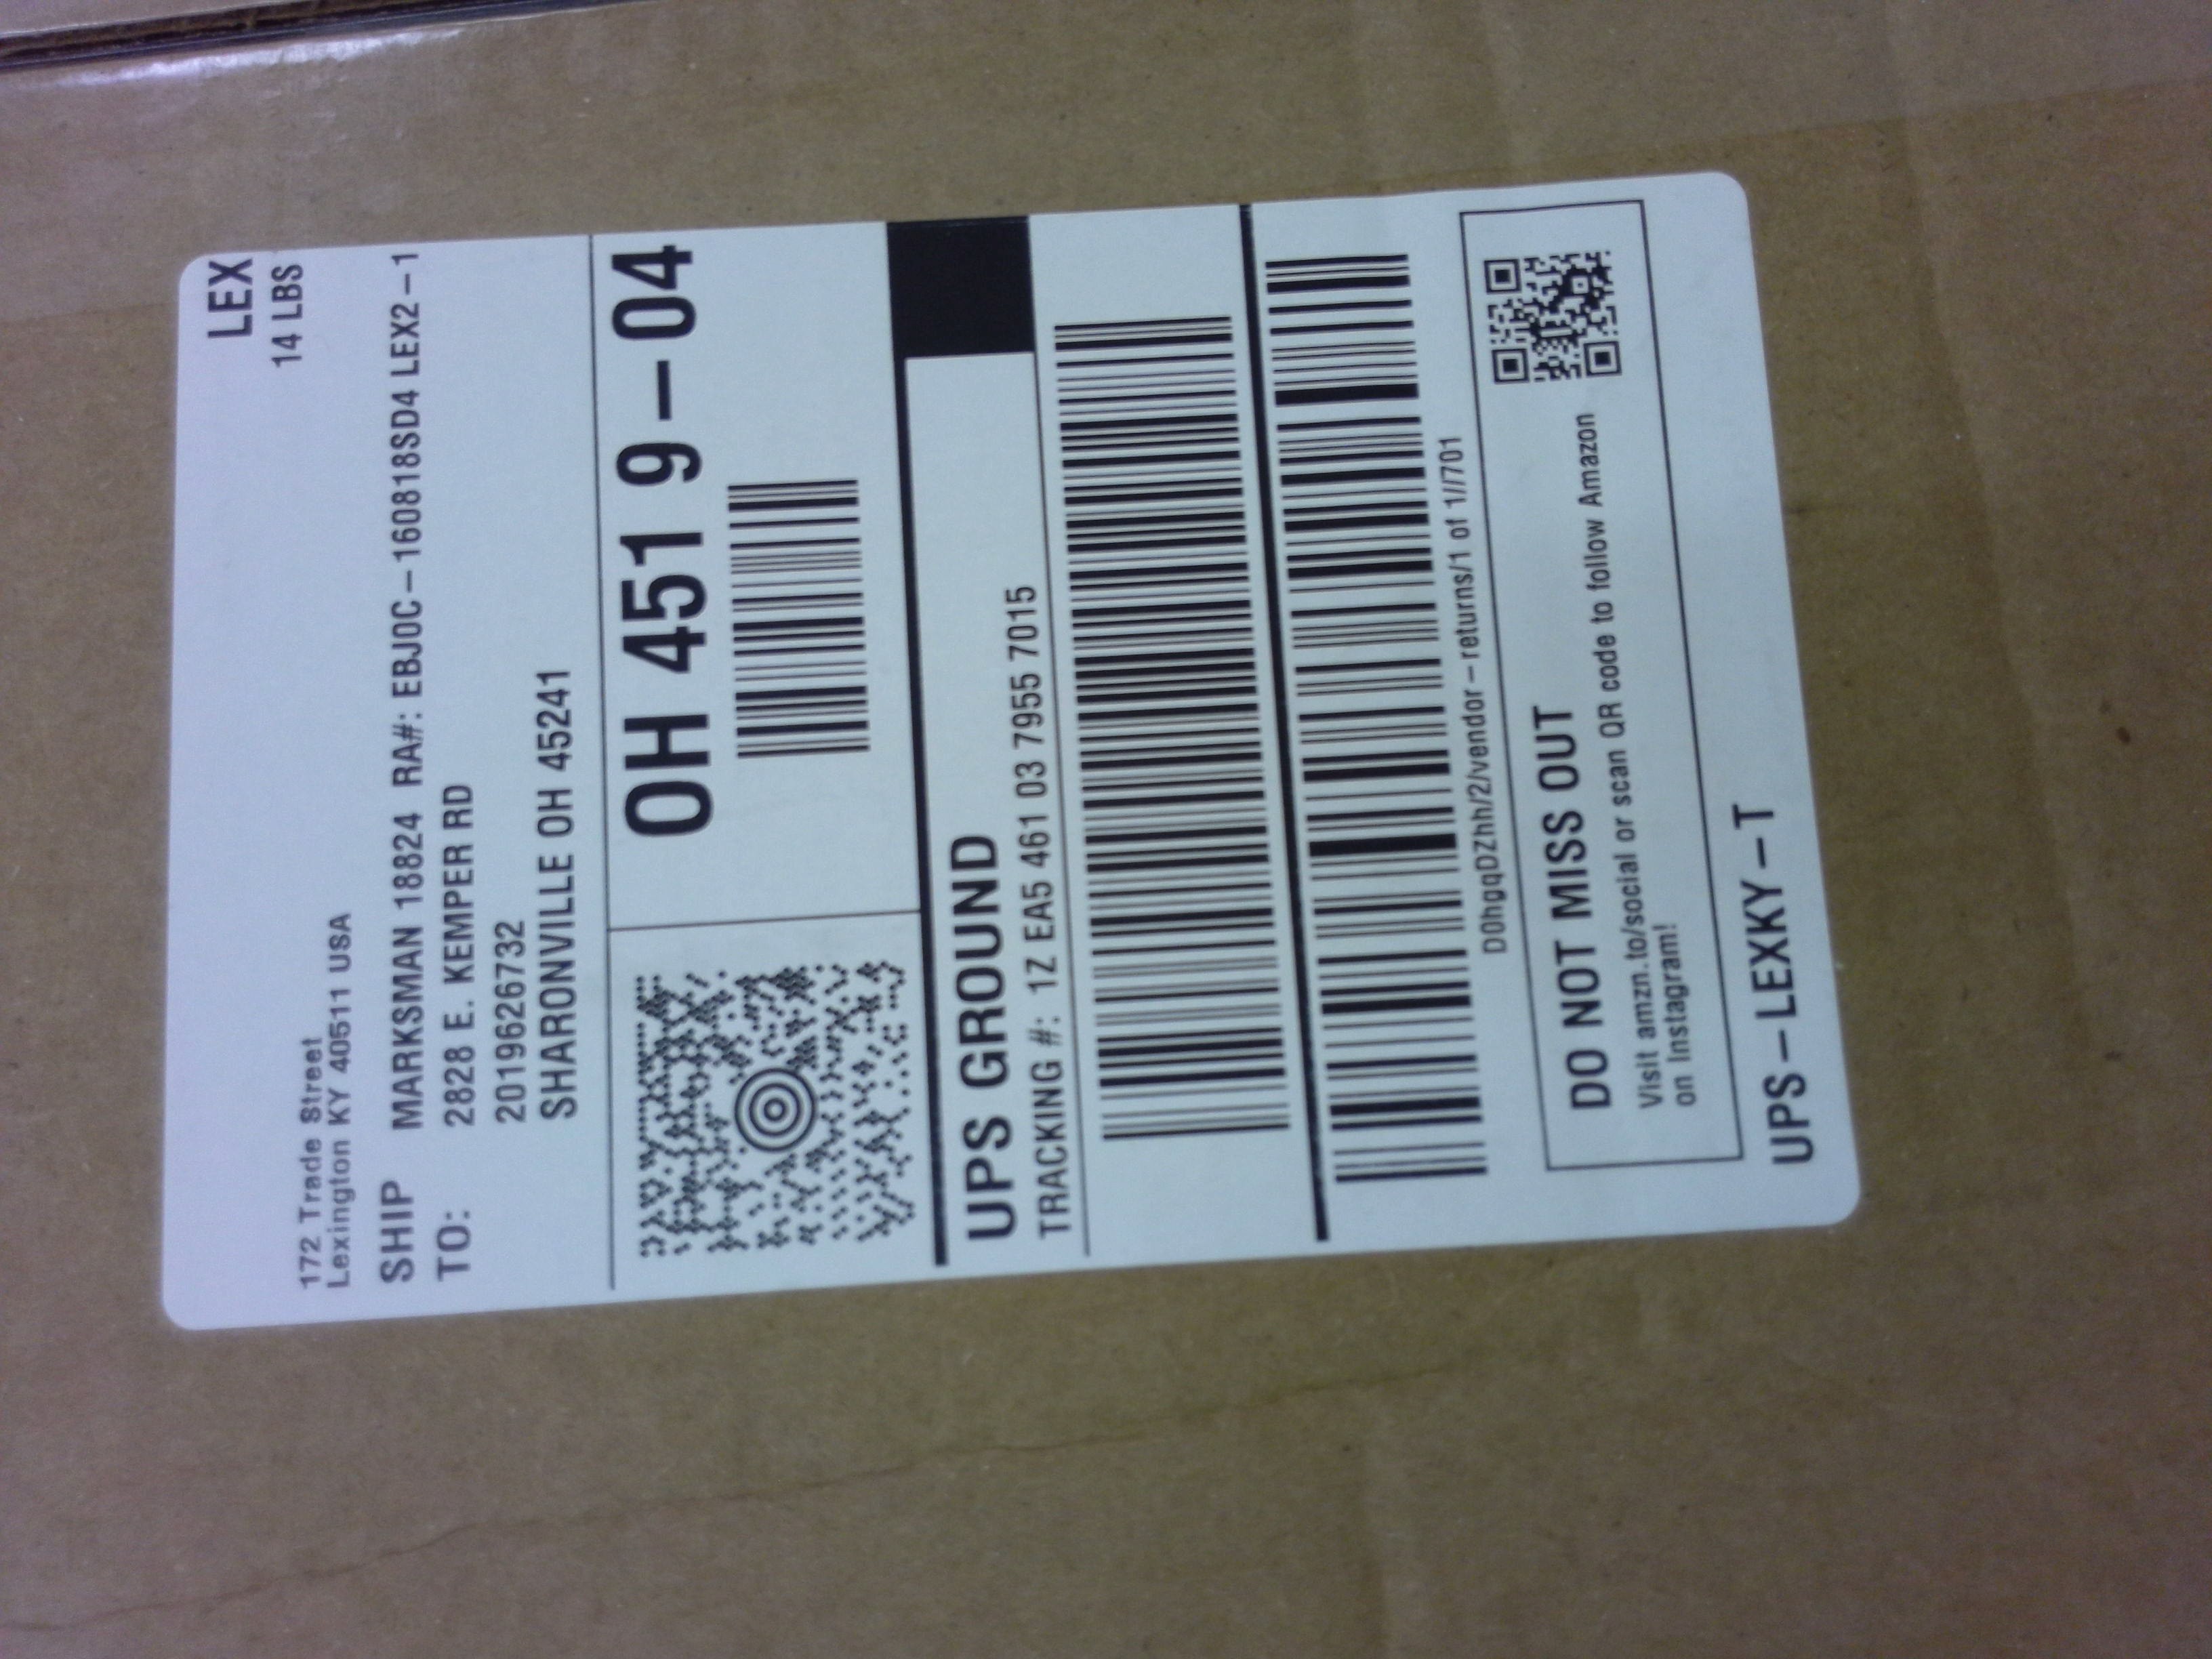 LEX
14 LBS
172 Trade Street
Lexington KY 40511 USA
SHIP
TO:
MARKSMAN 18824 RA#: EBJ0C-160818SD4 LEX2-1
2828 E. KEMPER RD
2019626732
SHARONVILLE OH 45241
OH 451 9-04
UPS GROUND
TRACKING #: 1Z EA5 461 03 7955 7015
D0hgqDZhh/2/vendor-returns/1 of 1//701
DO NOT MISS OUT
Visit amzn.to/social or scan QR code to follow Amazon
on Instagram!
UPS-LEXKY-T